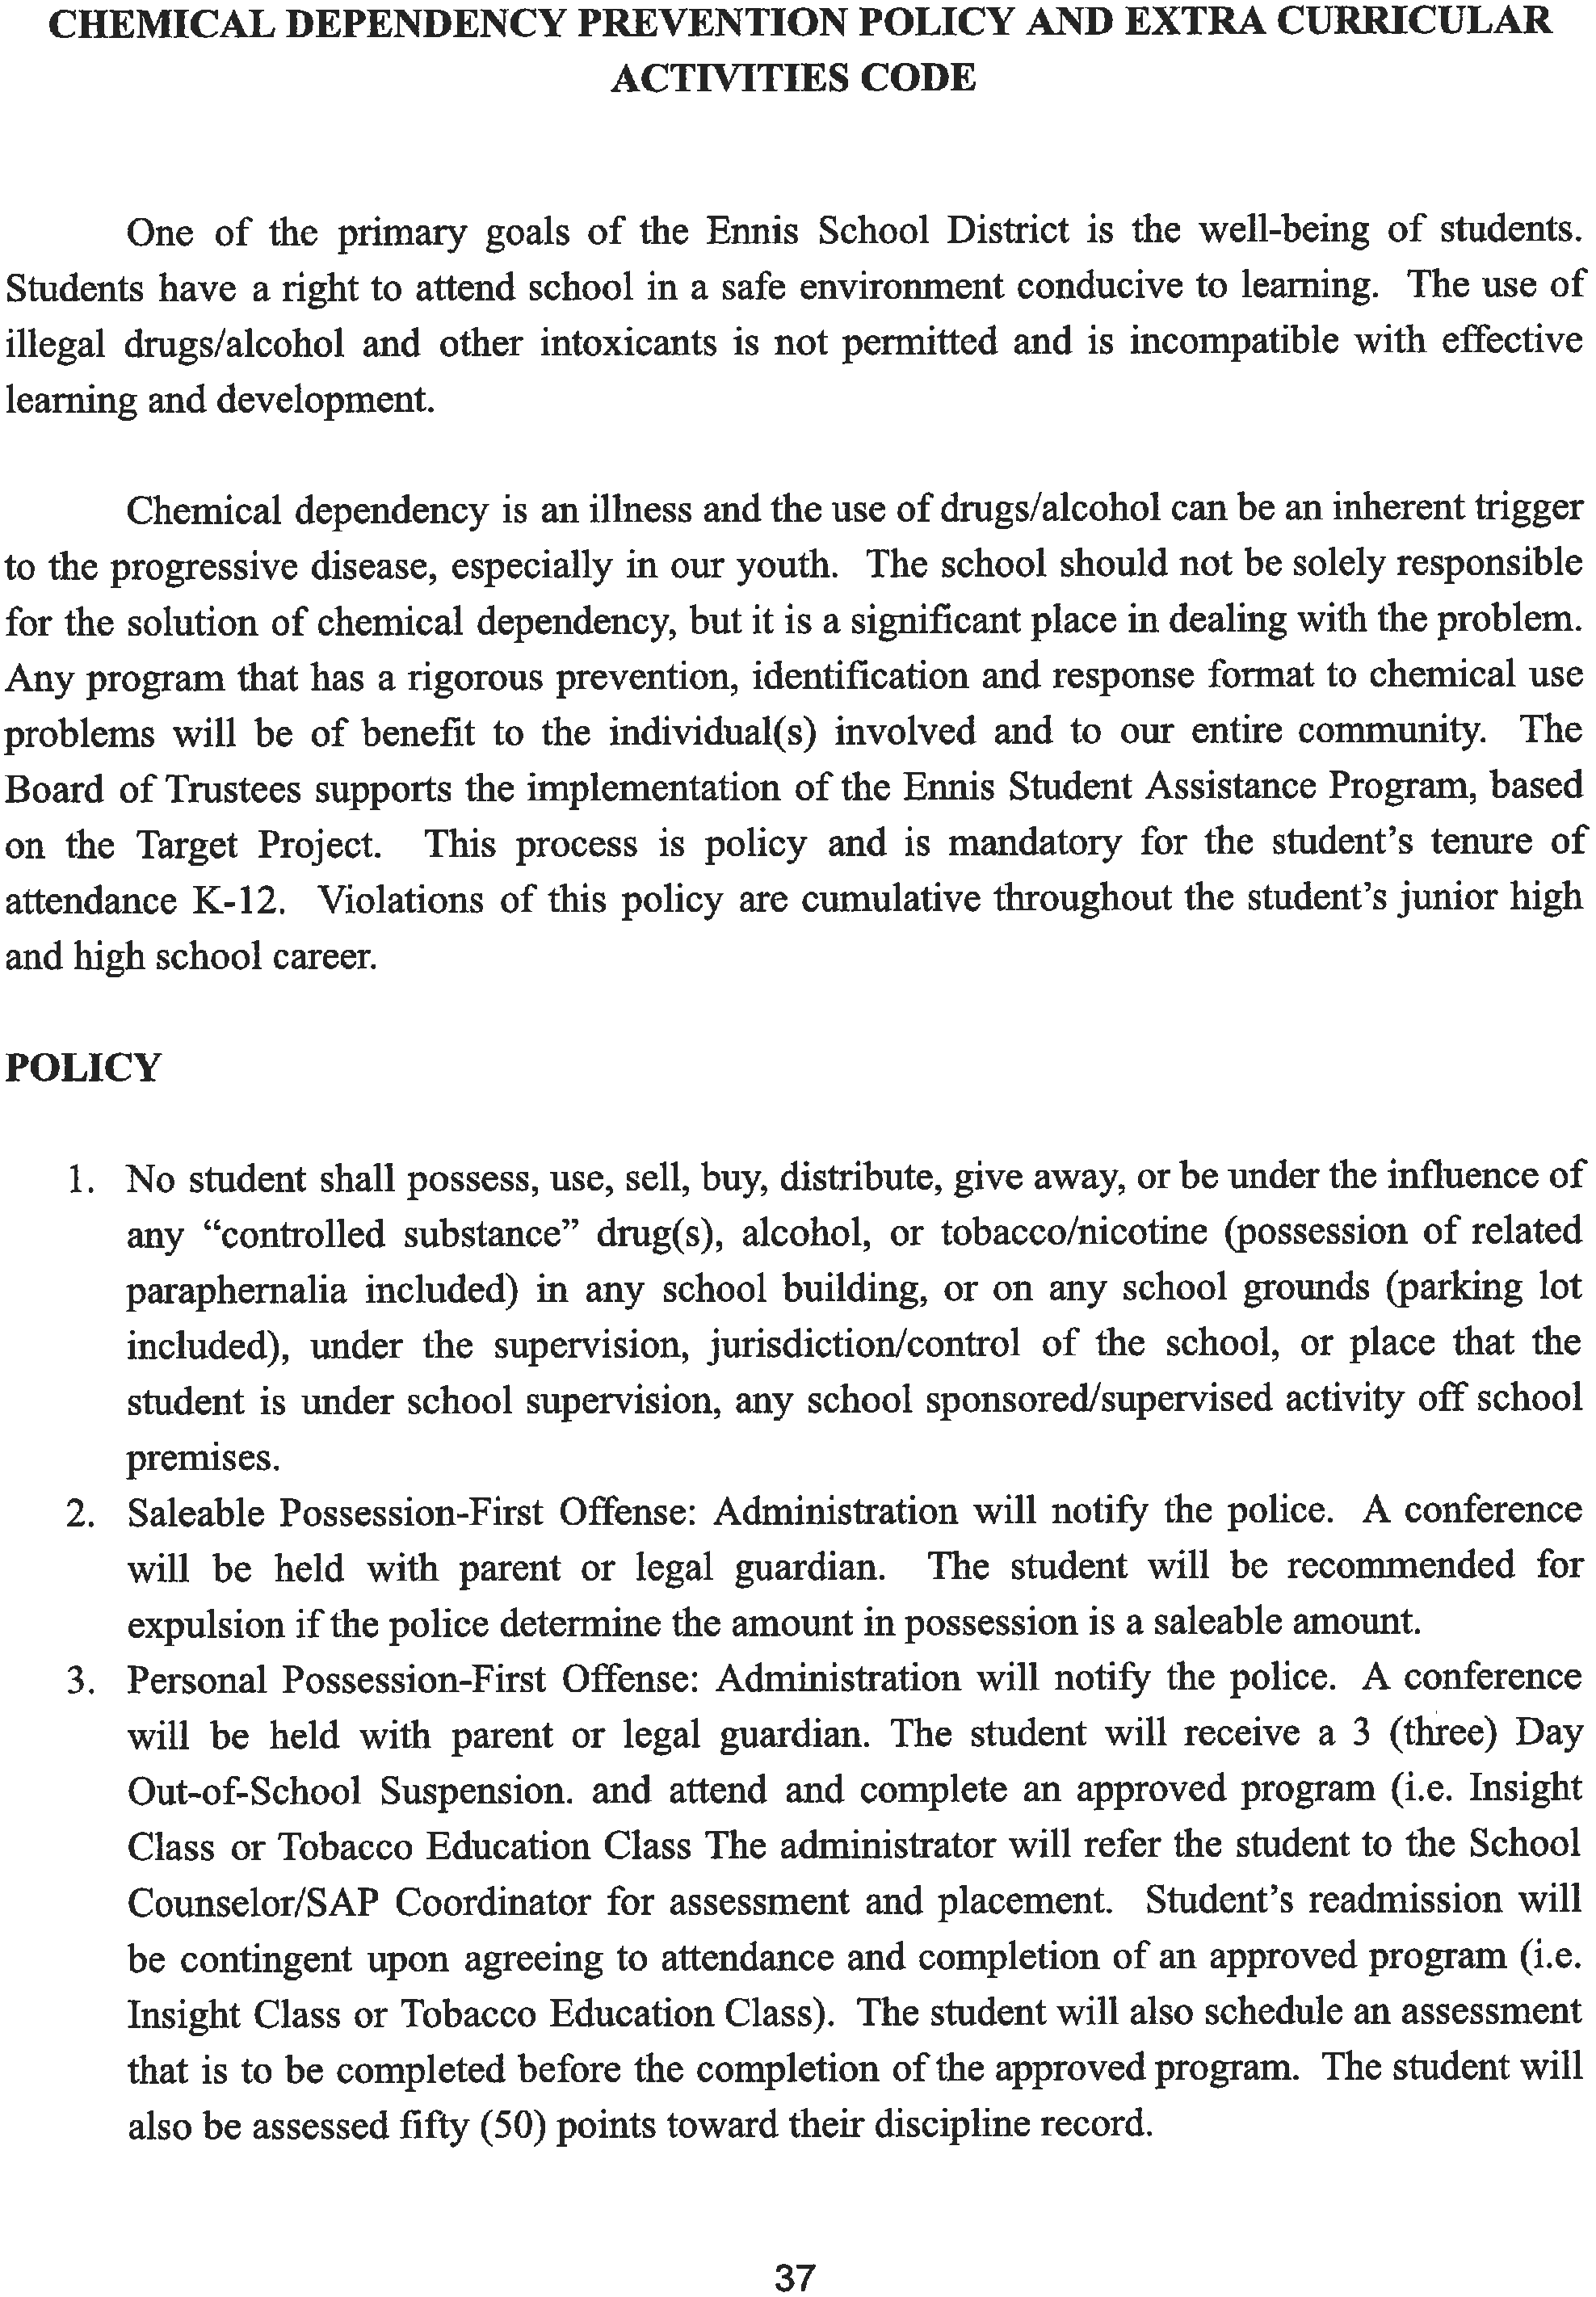 CHEMICAL DEPENDENCY PREVENTION POLICY AND EXTRA CURRICULAR
ACTIVITIES CODE
One of the primary goals of the Ennis School District is the well-being of students.
Students have a right to attend school in a safe environment conducive to learning. The use of
illegal drugs/alcohol and other intoxicants is not permitted and is incompatible with effective
learning and development.
Chemical dependency is an illness and the use of drugs/alcohol can be an inherent trigger
to the progressive disease, especially in our youth. The school should not be solely responsible
for the solution of chemical dependency, but it is a significant place in dealing with the problem.
Any program that has a rigorous prevention, identification and response format to chemical use
problems will be of benefit to the individual(s) involved and to our entire community. The
Board of Trustees supports the implementation of the Ennis Student Assistance Program, based
on the Target Project. This process is policy and is mandatory for the student's tenure of
attendance K-12. Violations of this policy are cumulative throughout the student's junior high
and high school career.
POLICY
1. No student shall possess, use, sell, buy, distribute, give away, or be under the influence of
any “controlled substance” drug(s), alcohol, or tobacco/nicotine (possession of related
paraphernalia included) in any school building, or on any school grounds (parking lot
included), under the supervision, jurisdiction/control of the school, or place that the
student is under school supervision, any school sponsored/supervised activity off school
premises.
2. Saleable Possession-First Offense: Administration will notify the police. A conference
will be held with parent or legal guardian. The student will be recommended for
expulsion if the police determine the amount in possession is a saleable amount.
3. Personal Possession-First Offense: Administration will notify the police. A conference
will be held with parent or legal guardian. The student will receive a 3 (three) Day
Out-of-School Suspension. and attend and complete an approved program (i.e. Insight
Class or Tobacco Education Class The administrator will refer the student to the School
Counselor/SAP Coordinator for assessment and placement. Student's readmission will
be contingent upon agreeing to attendance and completion of an approved program (i.e.
Insight Class or Tobacco Education Class). The student will also schedule an assessment
that is to be completed before the completion of the approved program. The student will
also be assessed fifty (50) points toward their discipline record.
37